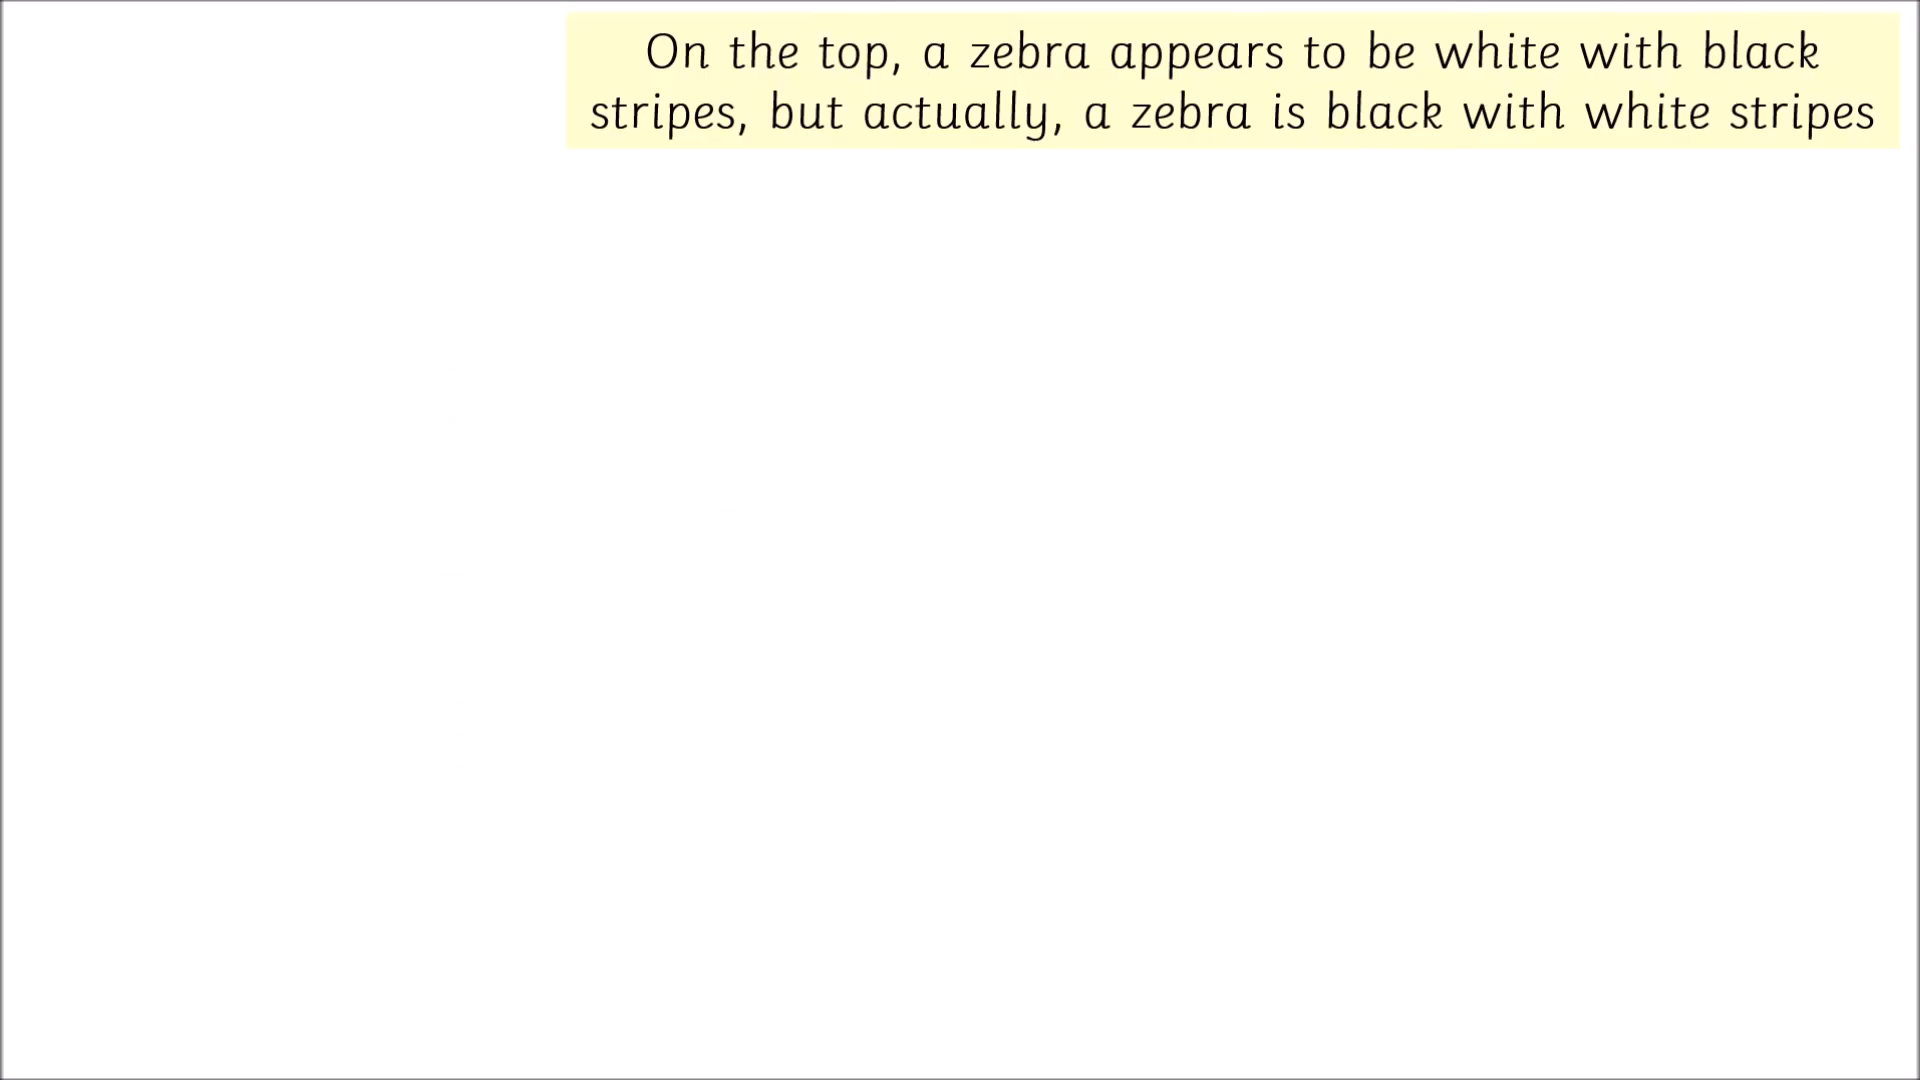 On the top, a zebra appears to be white with black
stripes, but actually, a zebra is black with white stripes